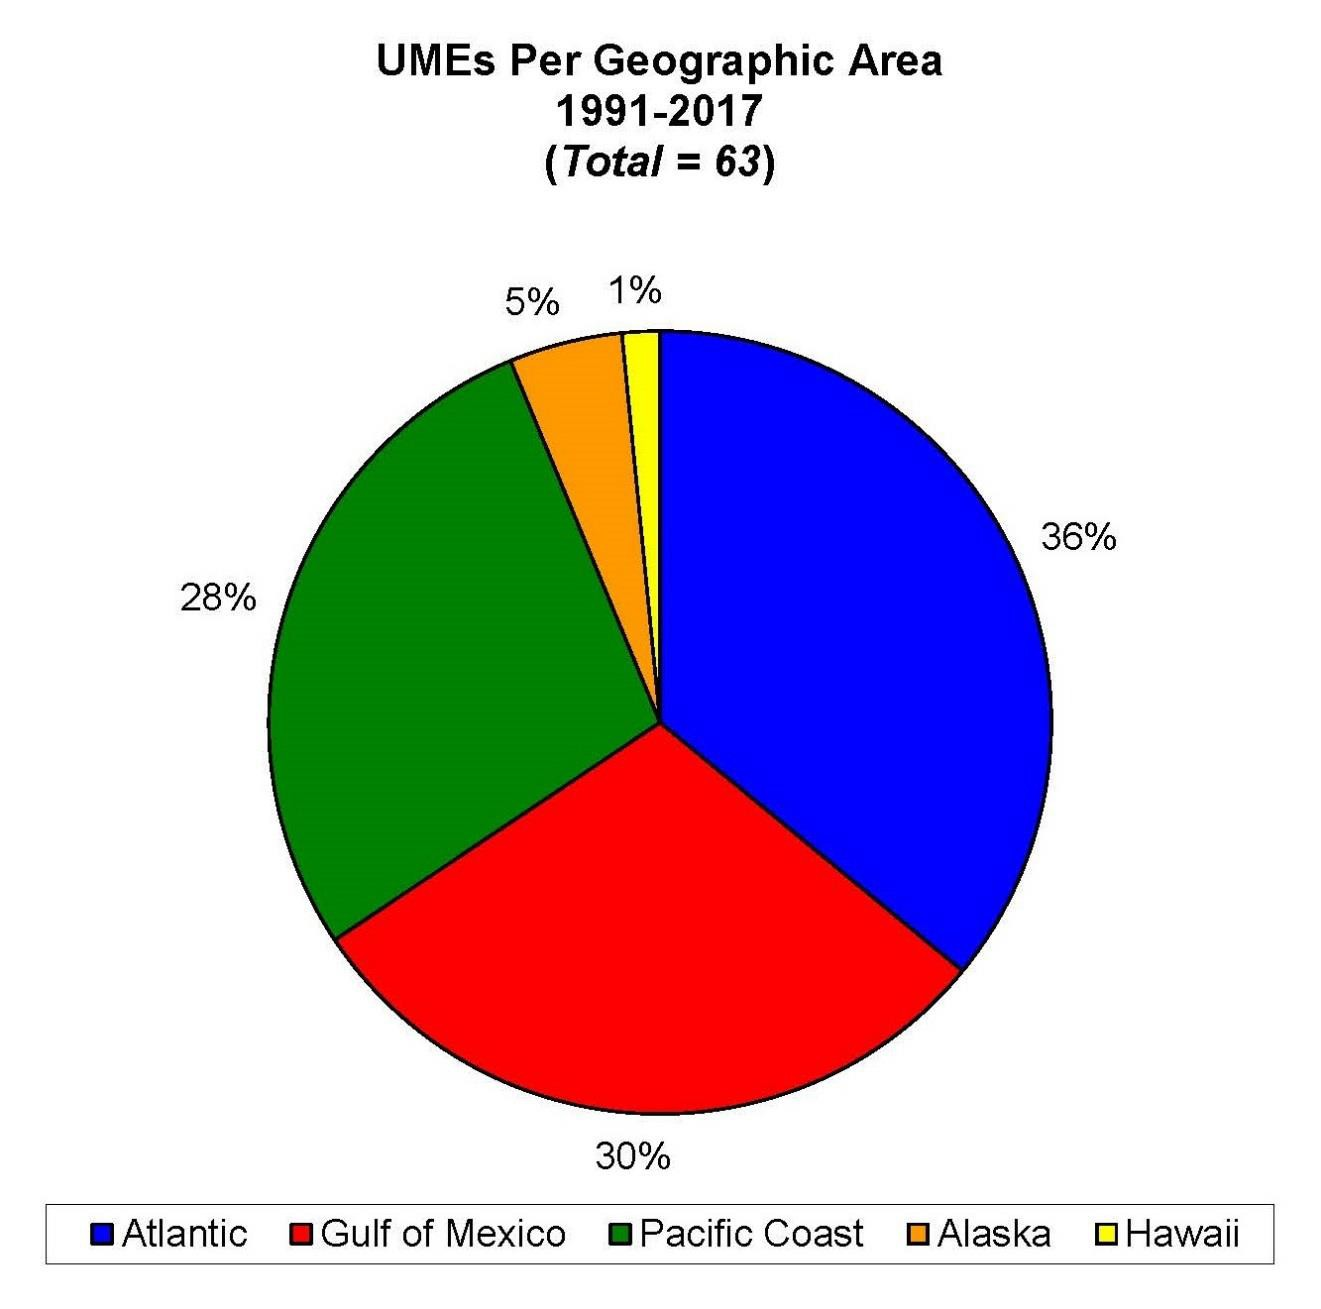 UMEs Per Geographic Area
1991-2017
(Total = 63)
5%
1%
36%
28%
30%
Atlantic Gulf of Mexico Pacific Coast Alaska Hawaii